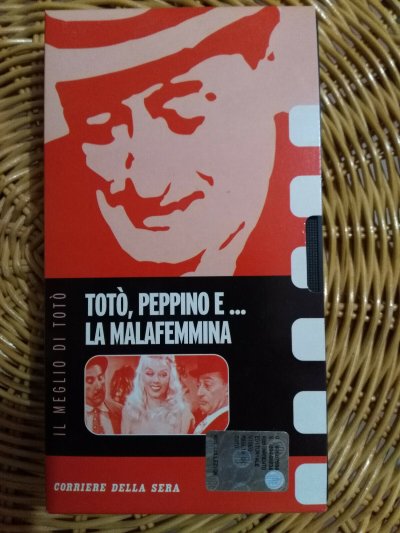 IL MEGLIO DI TOTÒ
TOTÒ, PEPPINO E ...
LA MALAFEMMINA
CORRIERE DELLA SERA